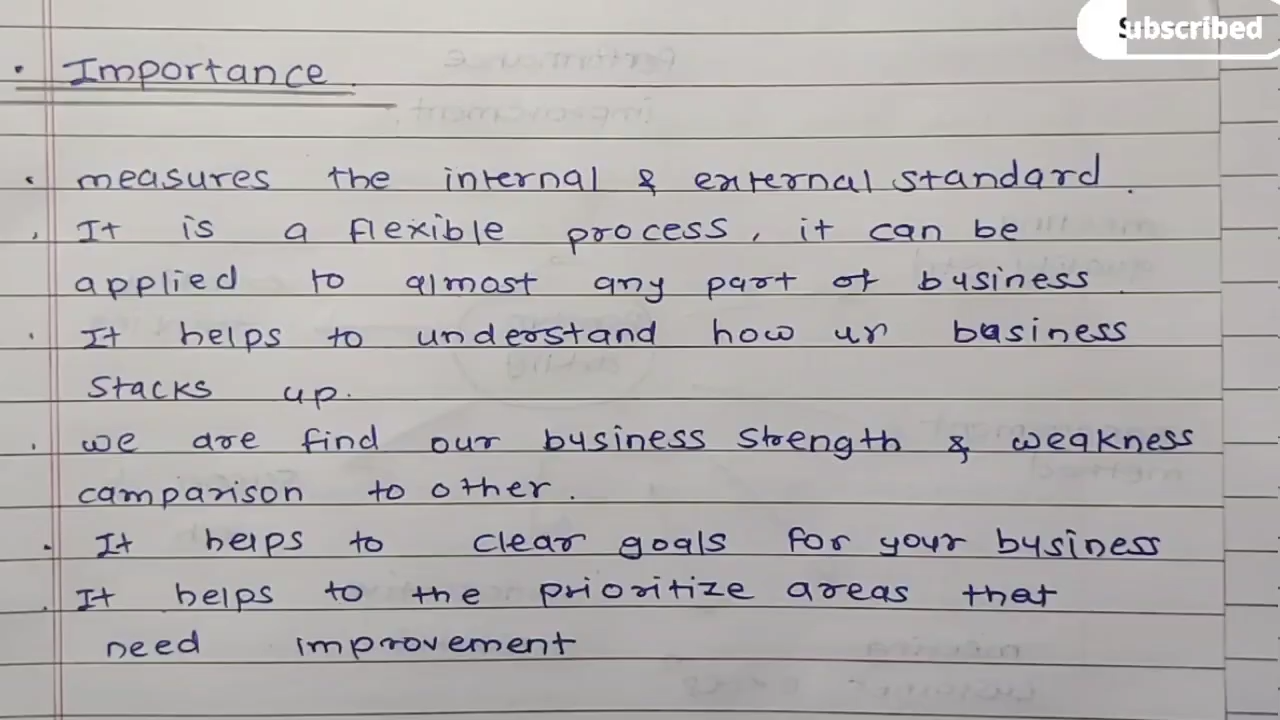 Subscribed
• Importance.
• measures the internal & external standard.
• It is a flexible process, it can be
applied to almost any part of business.
• It helps to understand how ur business
Stacks up.
• we are find our business strength & weakness
camparison to other.
• It helps to clear goals for your business
• It helps to the prioritize areas that
need improvement